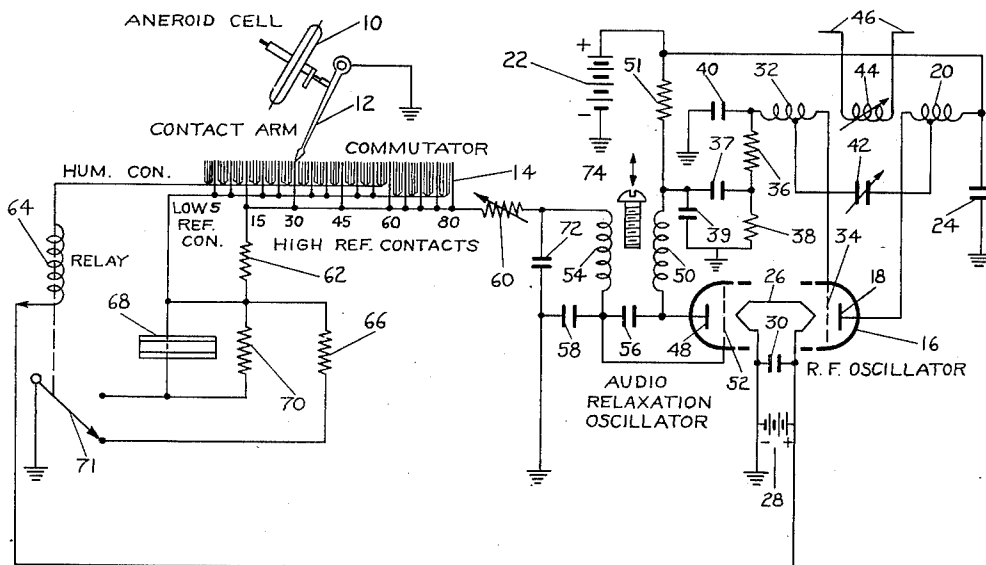 ANEROID CELL
10
12
CONTACT ARM
COMMUTATOR
14
HUM. CON.
64
LOW 5
REF.
CON.
15 30 45 60 80
HIGH REF. CONTACTS
RELAY
62
60
68
66
70
71
22
+
-
51
40
32
46
44
20
42
37
36
74
39
38
34
24
72
54
50
26
18
58
56
48
30
52
16
AUDIO
RELAXATION
OSCILLATOR
R. F. OSCILLATOR
- +
28